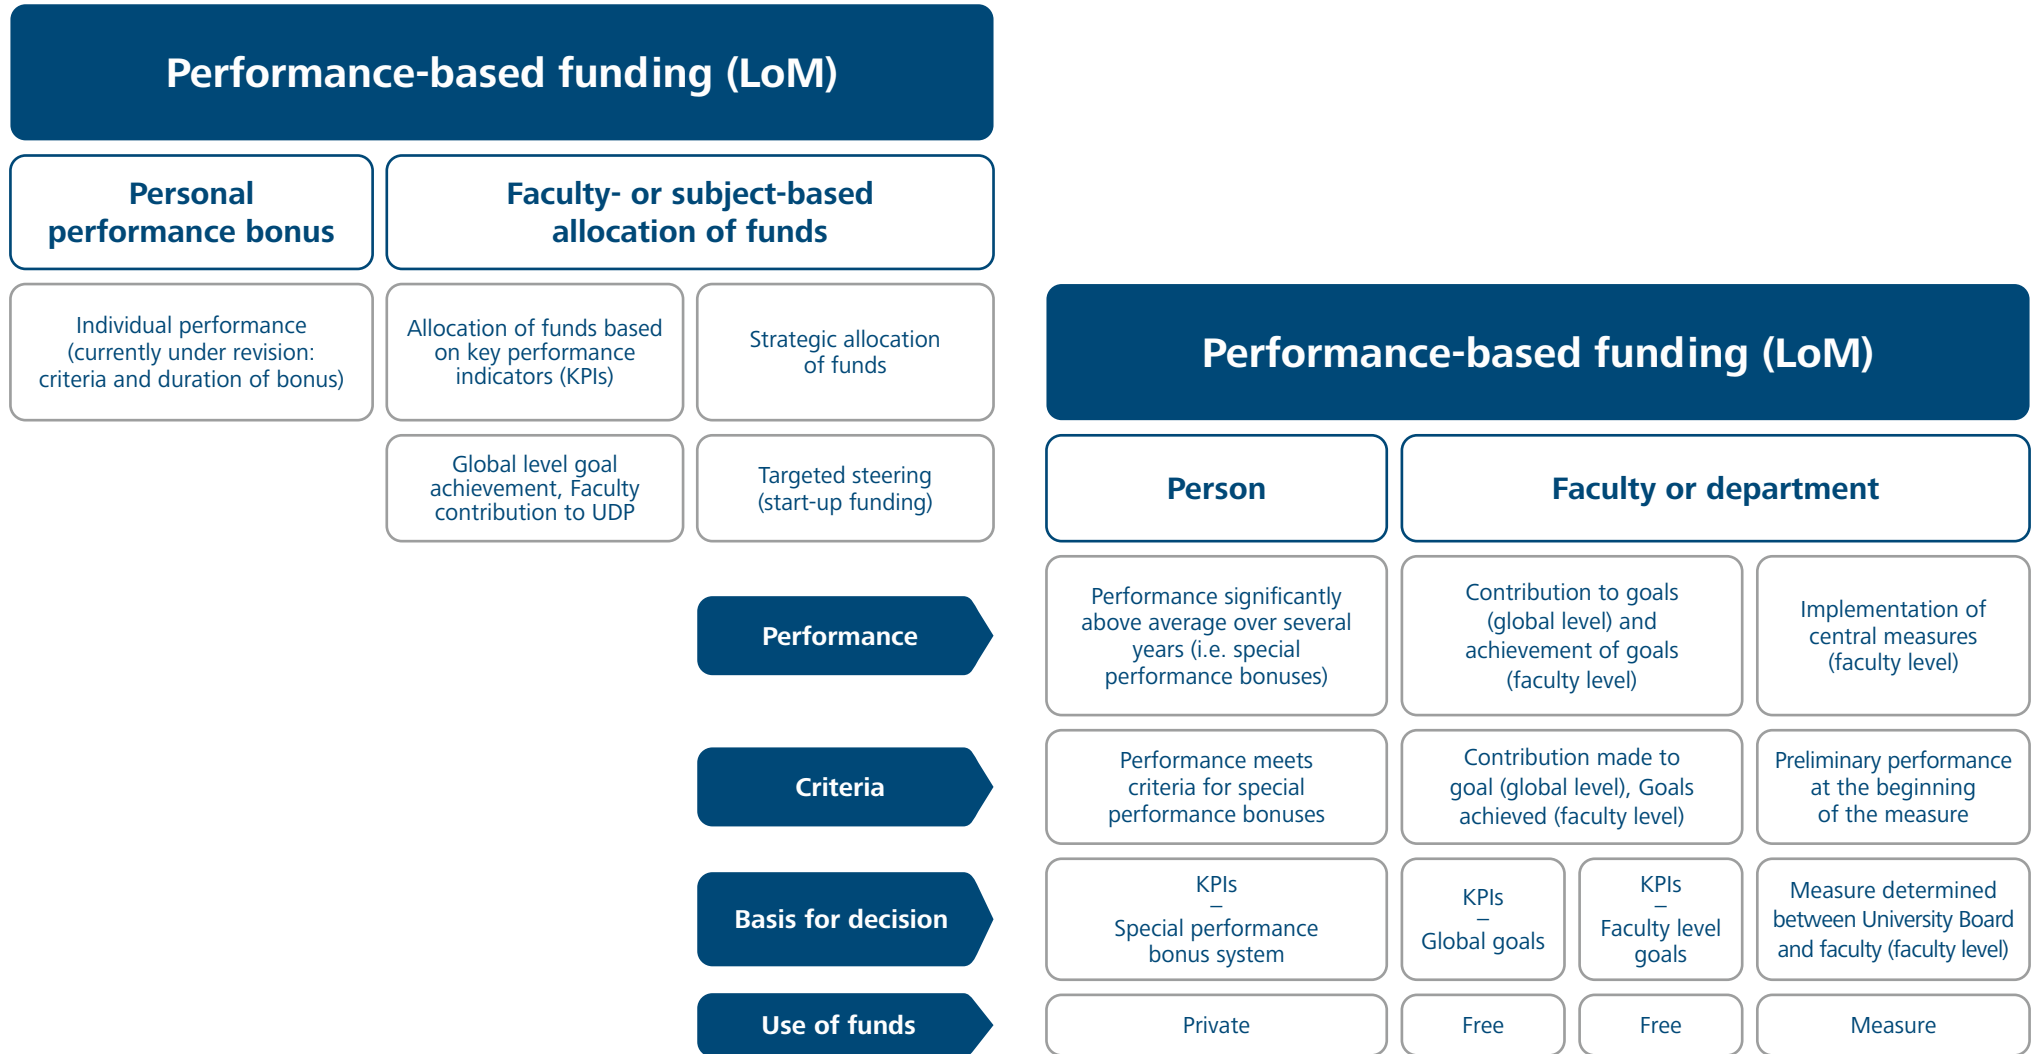 Performance-based funding (LoM)
Personal
performance bonus
Faculty- or subject-based
allocation of funds
Individual performance
(currently under revision:
criteria and duration of bonus)
Allocation of funds based
on key performance
indicators (KPIs)
Strategic allocation
of funds
Global level goal
achievement, Faculty
contribution to UDP
Targeted steering
(start-up funding)
Performance-based funding (LoM)
Person
Faculty or department
Performance
Performance significantly
above average over several
years (i.e. special
performance bonuses)
Contribution to goals
(global level) and
achievement of goals
(faculty level)
Implementation of
central measures
(faculty level)
Criteria
Performance meets
criteria for special
performance bonuses
Contribution made to
goal (global level), Goals
achieved (faculty level)
Preliminary performance
at the beginning
of the measure
Basis for decision
KPIs
–
Special performance
bonus system
KPIs
–
Global goals
KPIs
–
Faculty level
goals
Measure determined
between University Board
and faculty (faculty level)
Use of funds
Private
Free
Free
Measure